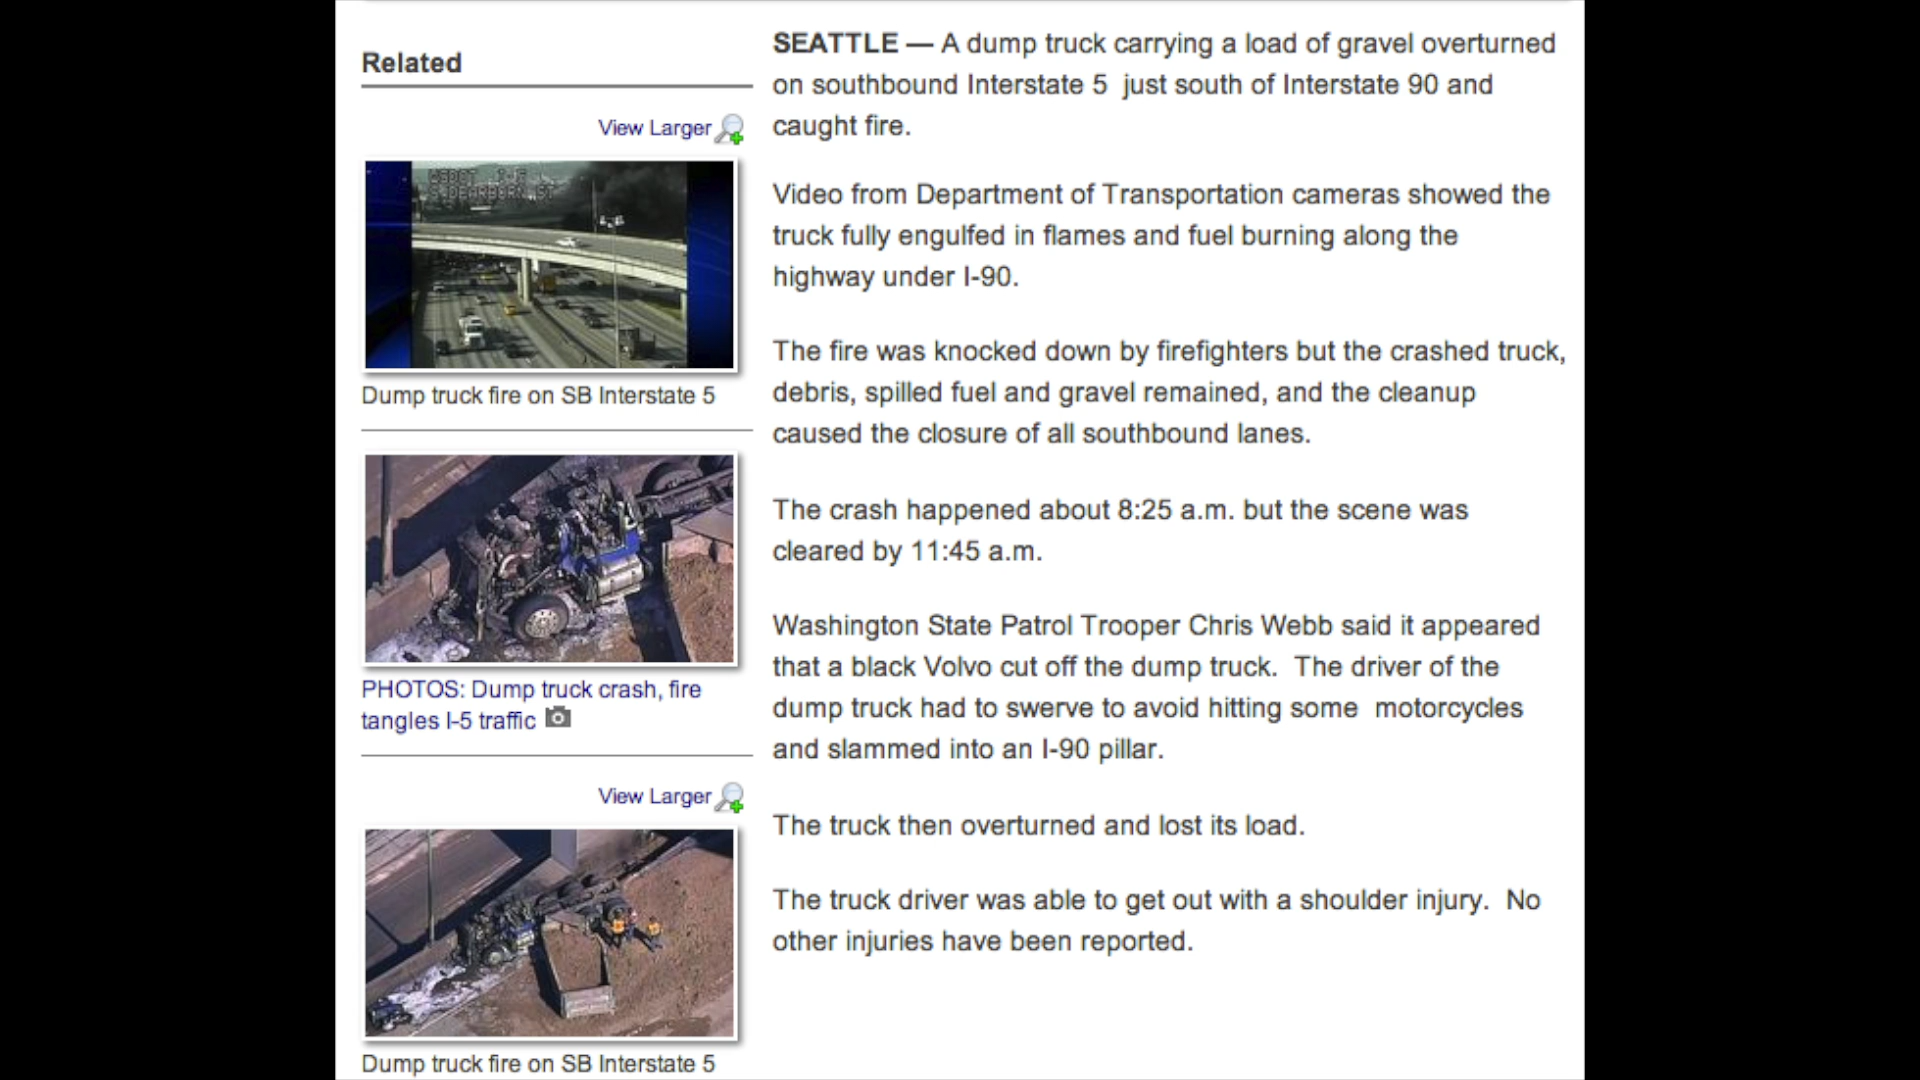 Related
View Larger
WSDOT I-5
S DEARBORN ST
Dump truck fire on SB Interstate 5
PHOTOS: Dump truck crash, fire
tangles I-5 traffic
View Larger
Dump truck fire on SB Interstate 5
SEATTLE — A dump truck carrying a load of gravel overturned
on southbound Interstate 5  just south of Interstate 90 and
caught fire.
Video from Department of Transportation cameras showed the
truck fully engulfed in flames and fuel burning along the
highway under I-90.
The fire was knocked down by firefighters but the crashed truck,
debris, spilled fuel and gravel remained, and the cleanup
caused the closure of all southbound lanes.
The crash happened about 8:25 a.m. but the scene was
cleared by 11:45 a.m.
Washington State Patrol Trooper Chris Webb said it appeared
that a black Volvo cut off the dump truck.  The driver of the
dump truck had to swerve to avoid hitting some  motorcycles
and slammed into an I-90 pillar.
The truck then overturned and lost its load.
The truck driver was able to get out with a shoulder injury.  No
other injuries have been reported.